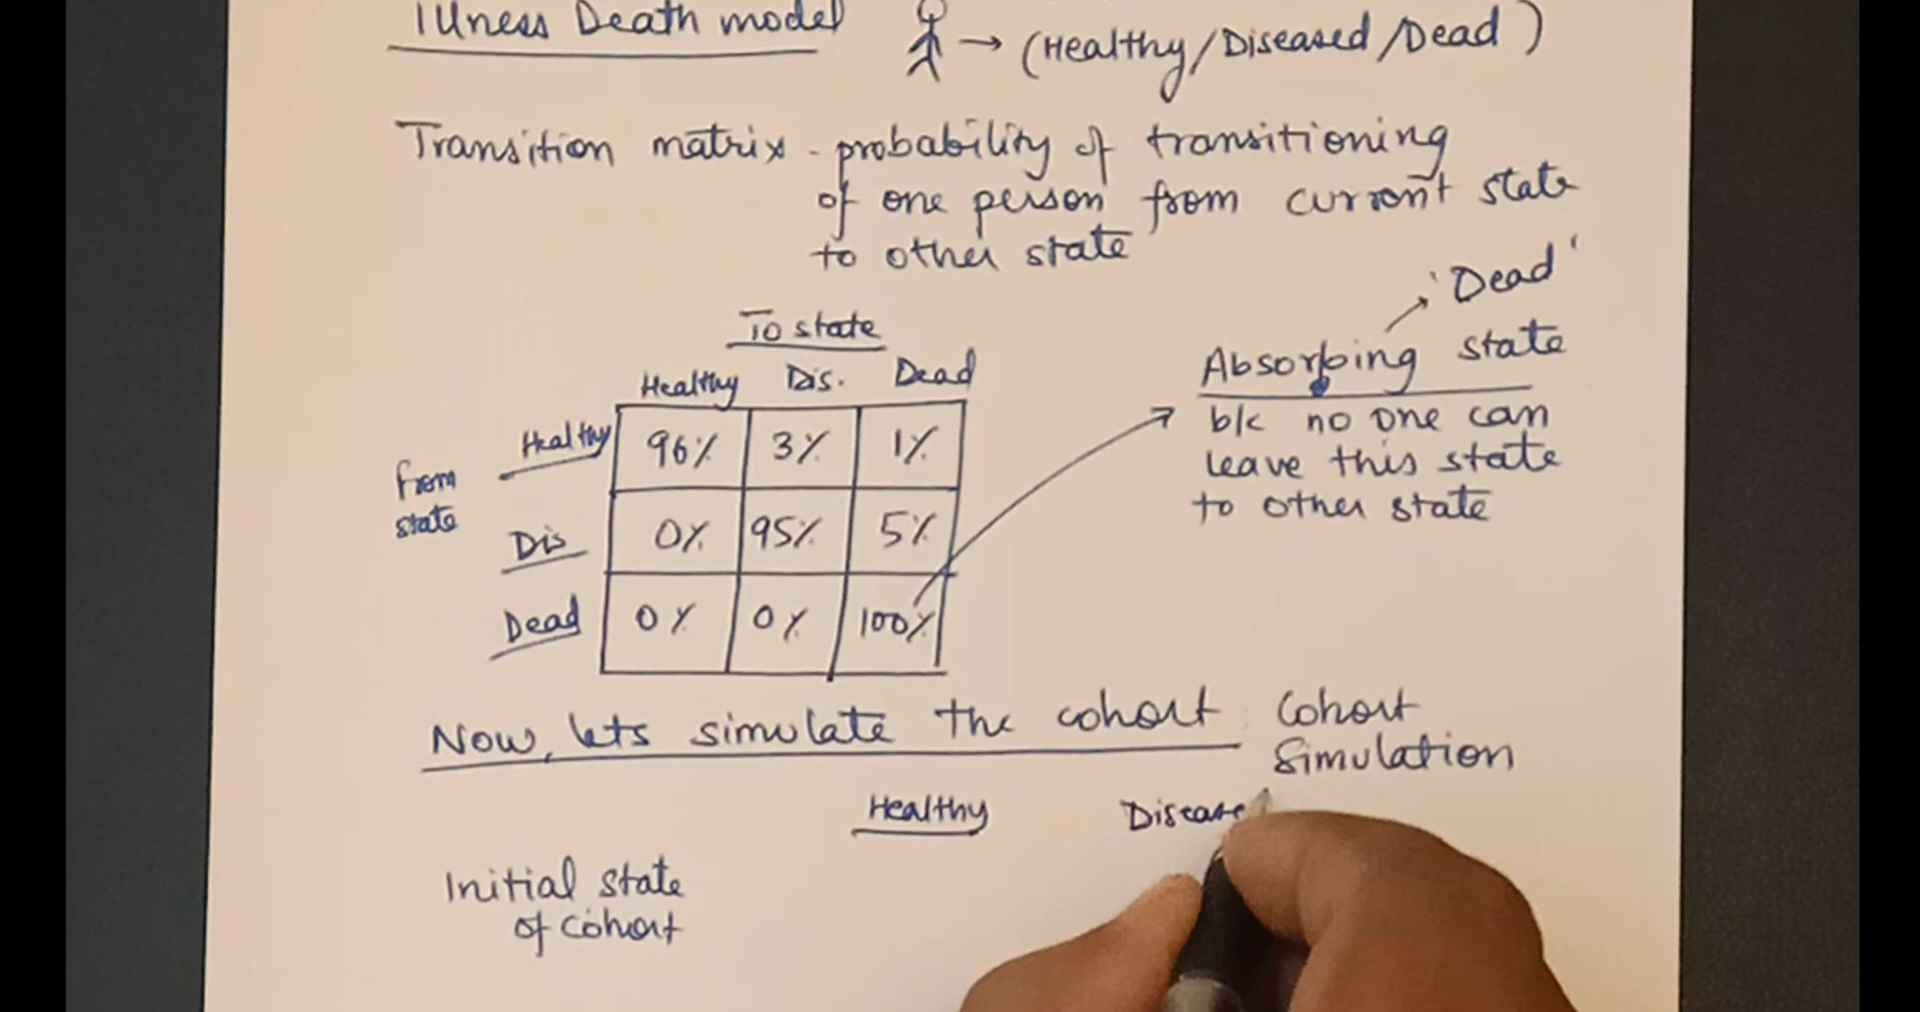 Illness Death model
(Healthy/Diseased/Dead)
Transition matrix - probability of transitioning
of one person from current state
to other state
'Dead'
To state
Absorbing state
Healthy Dis. Dead
b/c no one can
leave this state
to other state
Healthy 96% 3% 1%
from
state
Dis 0% 95% 5%
Dead 0% 0% 100%
Now, lets simulate the cohort
Cohort
Simulation
Healthy Disease
Initial state
of cohort